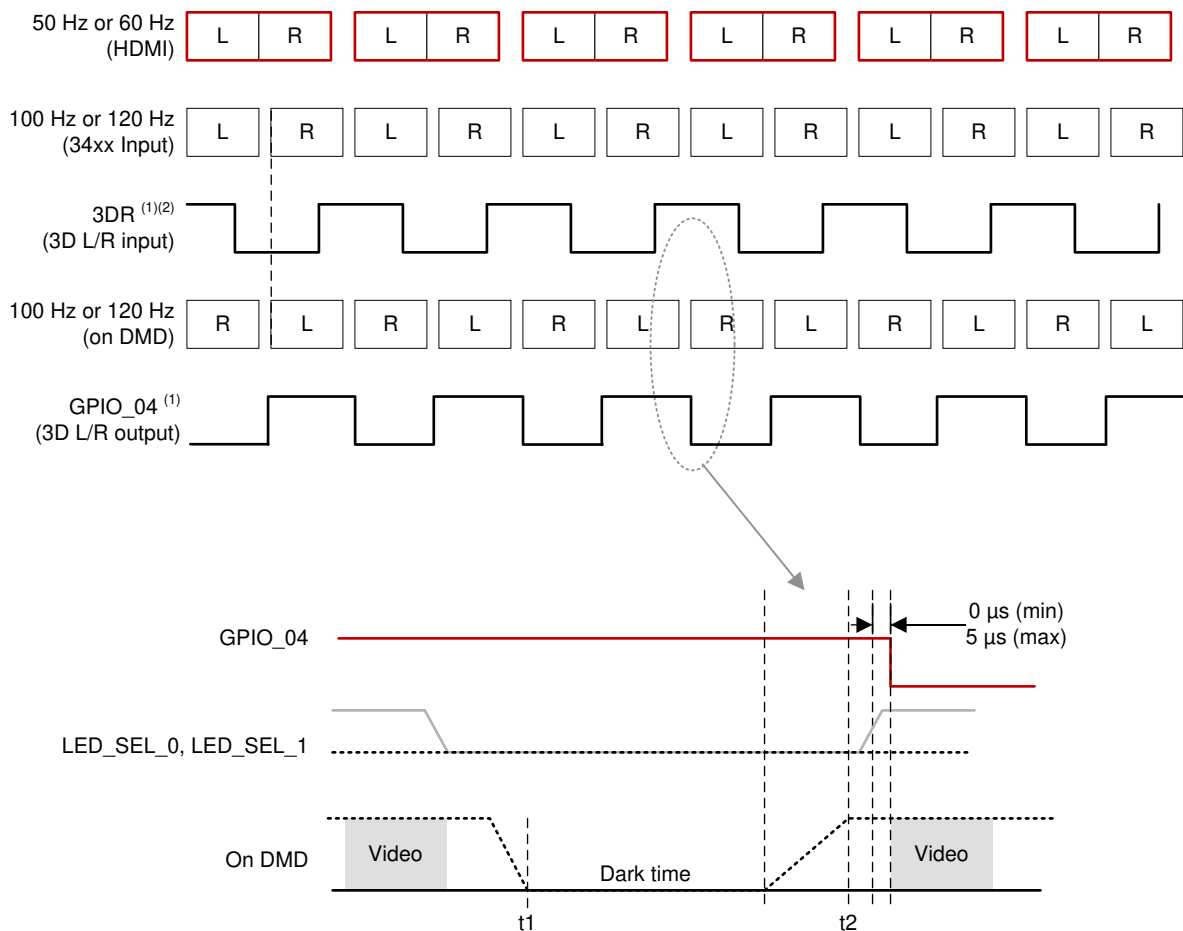 50 Hz or 60 Hz
(HDMI)
L R L R L R L R L R L R
100 Hz or 120 Hz
(34xx Input)
L R L R L R L R L R L R
3DR (1)(2)
(3D L/R input)
100 Hz or 120 Hz
(on DMD)
R L R L R L R L R L R L
GPIO_04 (1)
(3D L/R output)
0 µs (min)
5 µs (max)
GPIO_04
LED_SEL_0, LED_SEL_1
On DMD
Video
Dark time
Video
t1
t2